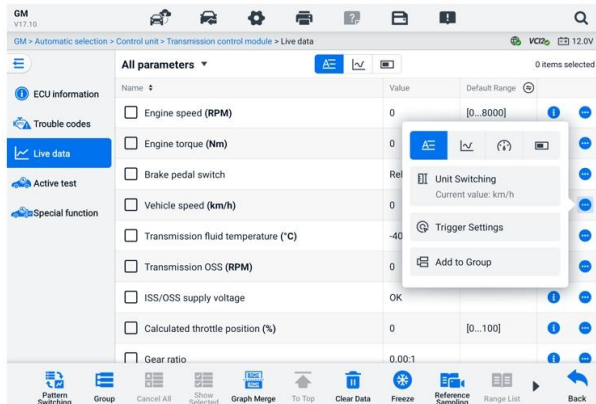 GM
V17.10
GM > Automatic selection > Control unit > Transmission control module > Live data
VCI2 12.0V
All parameters
0 items selected
Name Value Default Range
ECU information
Trouble codes
Live data
Active test
Special function
Engine speed (RPM) 0 [0...8000]
Engine torque (Nm) 0
Brake pedal switch Rel
Vehicle speed (km/h) 0
Transmission fluid temperature (°C) -40
Transmission OSS (RPM) 0
ISS/OSS supply voltage OK
Calculated throttle position (%) 0 [0...100]
Gear ratio 0.00:1
Unit Switching
Current value: km/h
Trigger Settings
Add to Group
Pattern Switching
Group
Cancel All
Show Selected
Graph Merge
To Top
Clear Data
Freeze
Reference Sampling
Range List
Back